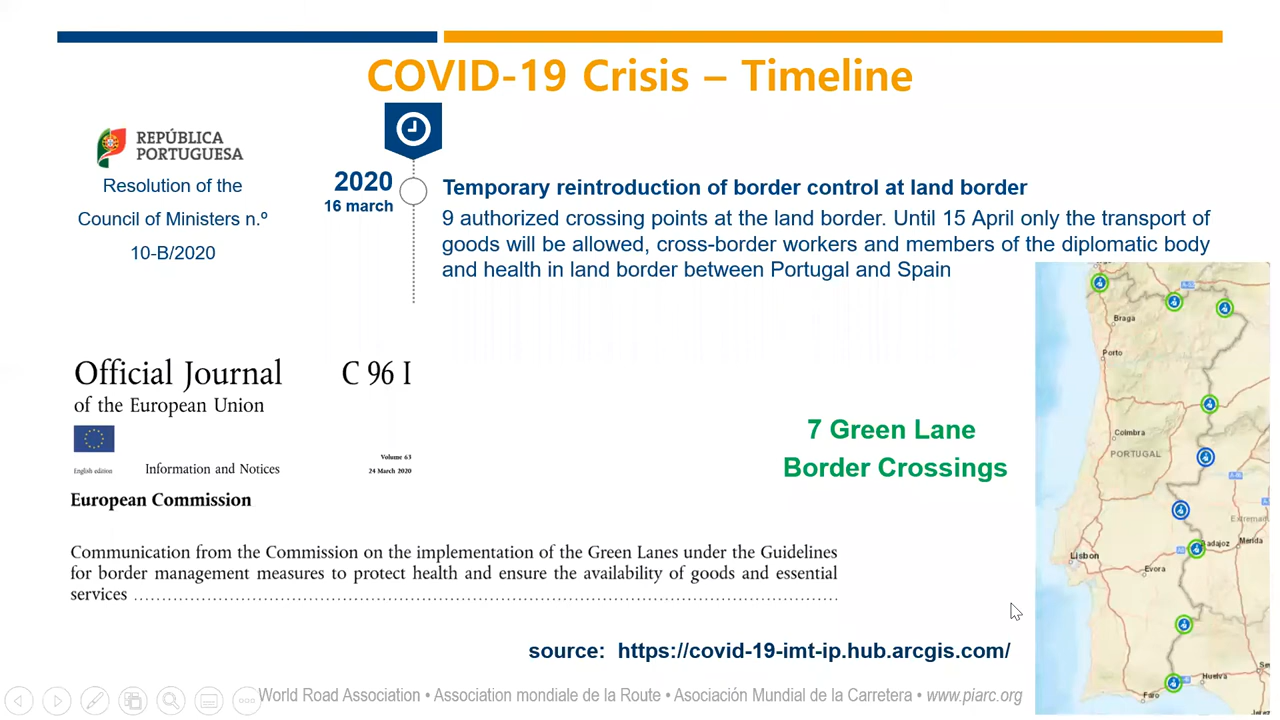 COVID-19 Crisis – Timeline
REPÚBLICA
PORTUGUESA
Resolution of the
Council of Ministers n.º
10-B/2020
2020
16 march
Temporary reintroduction of border control at land border
9 authorized crossing points at the land border. Until 15 April only the transport of
goods will be allowed, cross-border workers and members of the diplomatic body
and health in land border between Portugal and Spain
Official Journal
C 96 I
of the European Union
English edition
Information and Notices
Volume 63
24 March 2020
European Commission
Communication from the Commission on the implementation of the Green Lanes under the Guidelines
for border management measures to protect health and ensure the availability of goods and essential
services
7 Green Lane
Border Crossings
Braga
Porto
Coimbra
PORTUGAL
Lisbon
Evora
Badajoz
Merida
Faro
Huelva
source: https://covid-19-imt-ip.hub.arcgis.com/
World Road Association • Association mondiale de la Route • Asociación Mundial de la Carretera • www.piarc.org